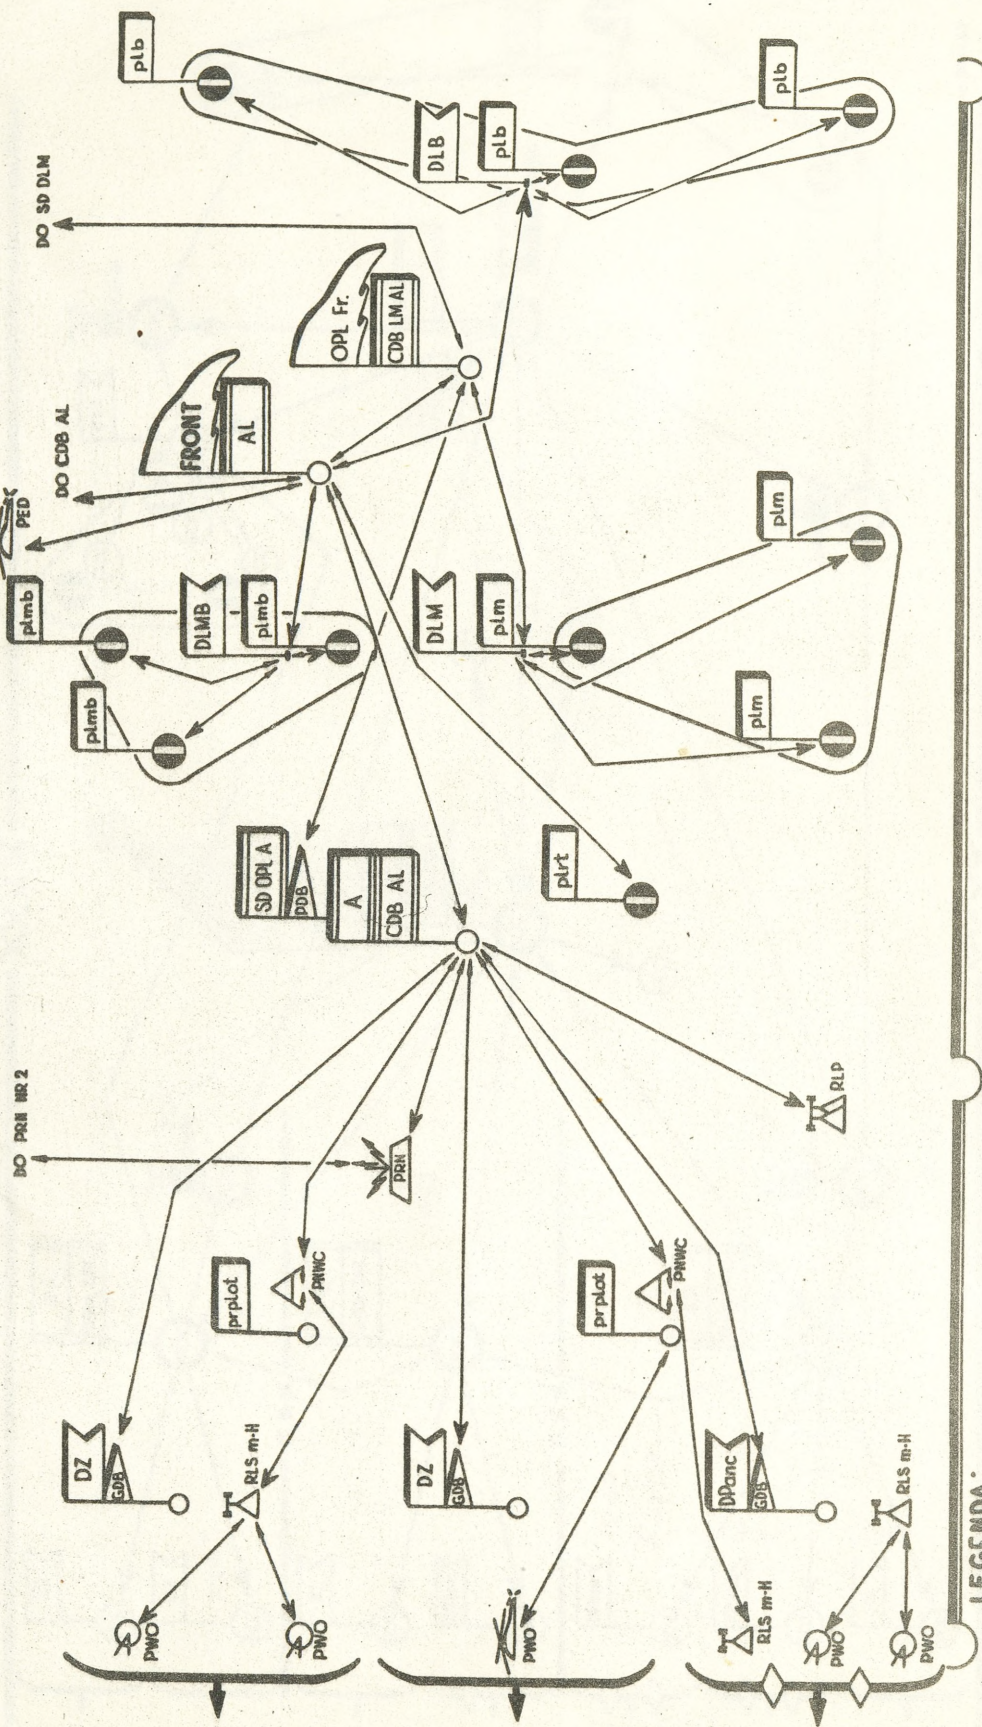 plb
plb
DLB
plb
DO SD DLM
OPL Fr.
CDB LM AL
FRONT
AL
DO CDB AL
PED
plmb
DLMB
plmb
plmb
DLM
plm
plm
plm
SD OPL A
PDB
A
CDB AL
plrt
DO PRN NR 2
PRN
RLP
prplot
PNWC
prplot
PNWC
DZ
GDB
RLS m-H
DZ
GDB
DPanc
GDB
RLS m-H
PWO
PWO
PWO
RLS m-H
PWO
PWO
LEGENDA: